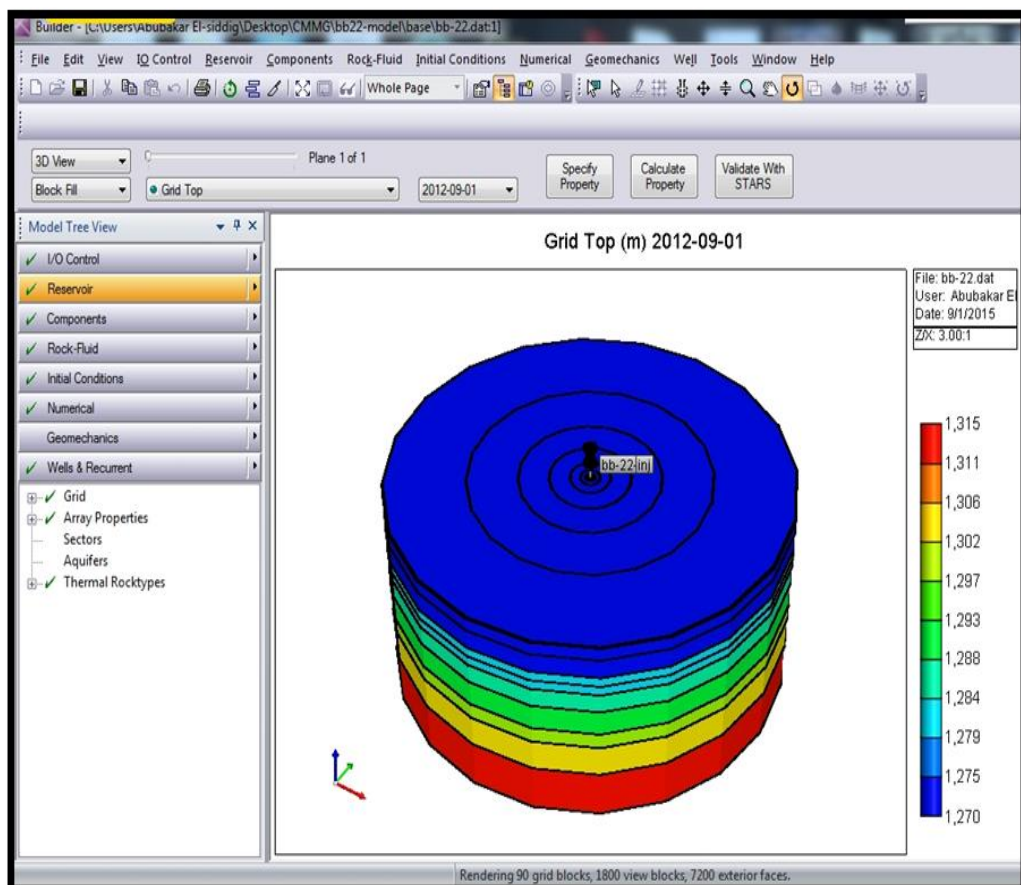 Builder - [C:\Users\Abubakar El-siddig\Desktop\CMMG\bb22-model\base\bb-22.dat:1]
File Edit View IO Control Reservoir Components Rock-Fluid Initial Conditions Numerical Geomechanics Well Tools Window Help
Whole Page
3D View
Plane 1 of 1
Block Fill
Grid Top
2012-09-01
Specify Property
Calculate Property
Validate With STARS
Model Tree View
I/O Control
Reservoir
Components
Rock-Fluid
Initial Conditions
Numerical
Geomechanics
Wells & Recurrent
Grid
Array Properties
Sectors
Aquifers
Thermal Rocktypes
Grid Top (m) 2012-09-01
File: bb-22.dat
User: Abubakar El
Date: 9/1/2015
Z/X: 3.00:1
bb-22-inj
1,315
1,311
1,306
1,302
1,297
1,293
1,288
1,284
1,279
1,275
1,270
Rendering 90 grid blocks, 1800 view blocks, 7200 exterior faces.